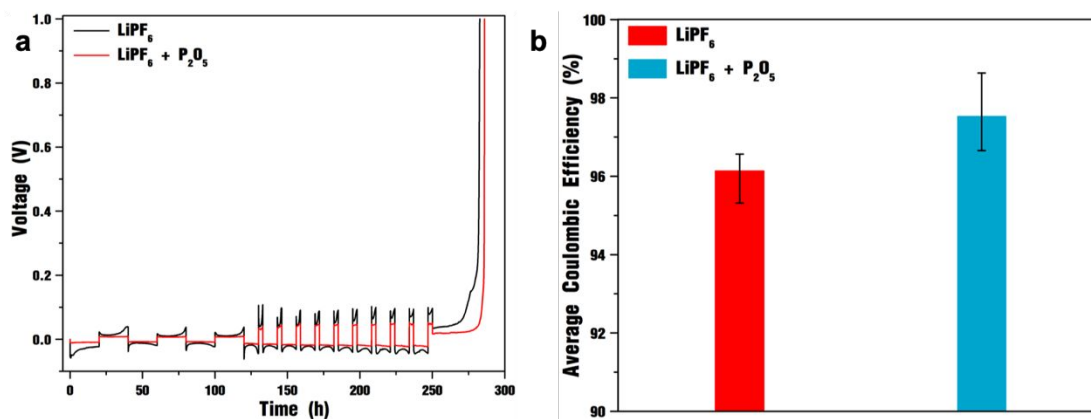 a
LiPF₆
LiPF₆ + P₂O₅
Voltage (V)
1.0
0.8
0.6
0.4
0.2
0.0
0 50 100 150 200 250 300
Time (h)
b
LiPF₆
LiPF₆ + P₂O₅
Average Coulombic Efficiency (%)
100
98
96
94
92
90